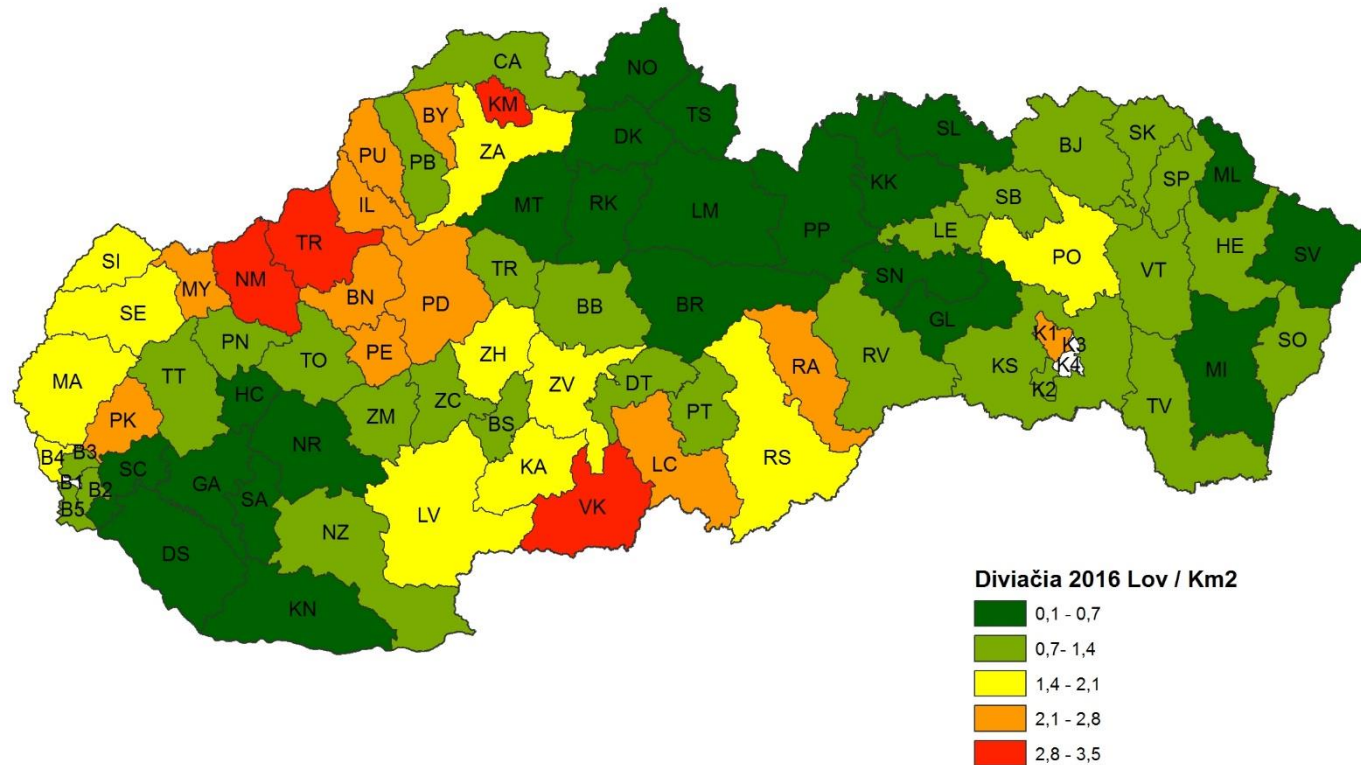 CA
NO
KM
BY
TS
PU
PB
ZA
DK
SL
BJ
SK
SP
ML
IL
MT
RK
LM
KK
SB
HE
SV
PP
LE
SI
TR
PO
VT
MY
NM
BN
PD
TR
BB
BR
SN
GL
SE
PN
TO
PE
ZH
RA
RV
K1
K3
KS
K4
K2
SO
MI
MA
TT
HC
ZM
ZC
BS
ZV
DT
PT
TV
PK
NR
KA
LC
RS
B4
B3
SC
GA
SA
B1
B2
B5
DS
NZ
LV
VK
KN
Diviačia 2016 Lov / Km2
0,1 - 0,7
0,7- 1,4
1,4 - 2,1
2,1 - 2,8
2,8 - 3,5